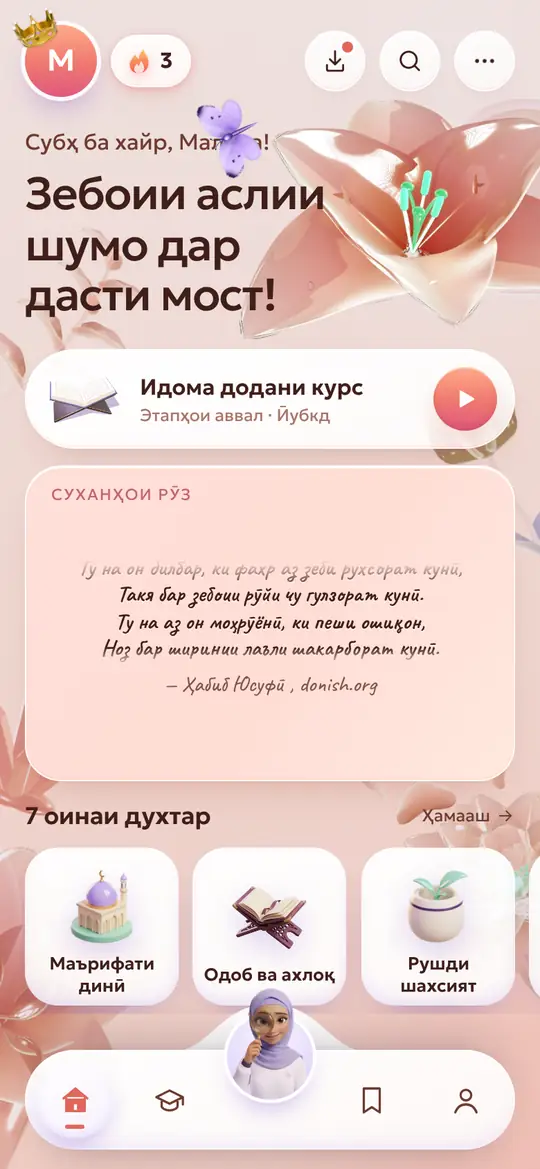 M
3
Субҳ ба хайр,
Зебоии аслии
шумо дар
дасти мост!
Идома додани курс
Этапҳои аввал · Йубкд
СУХАНҲОИ РӮЗ
Ту на он дилбар, ки фахр аз зеби рухсорат кунӣ,
Такя бар зебоии рӯйи чу гулзорат кунӣ.
Ту на аз он моҳрӯёнӣ, ки пеши ошиқон,
Ноз бар ширинии лаъли шакарборат кунӣ.
— Ҳабиб Юсуфӣ , donish.org
7 оинаи духтар
Ҳамааш →
Маърифати
динӣ
Одоб ва ахлоқ
Рушди
шахсият